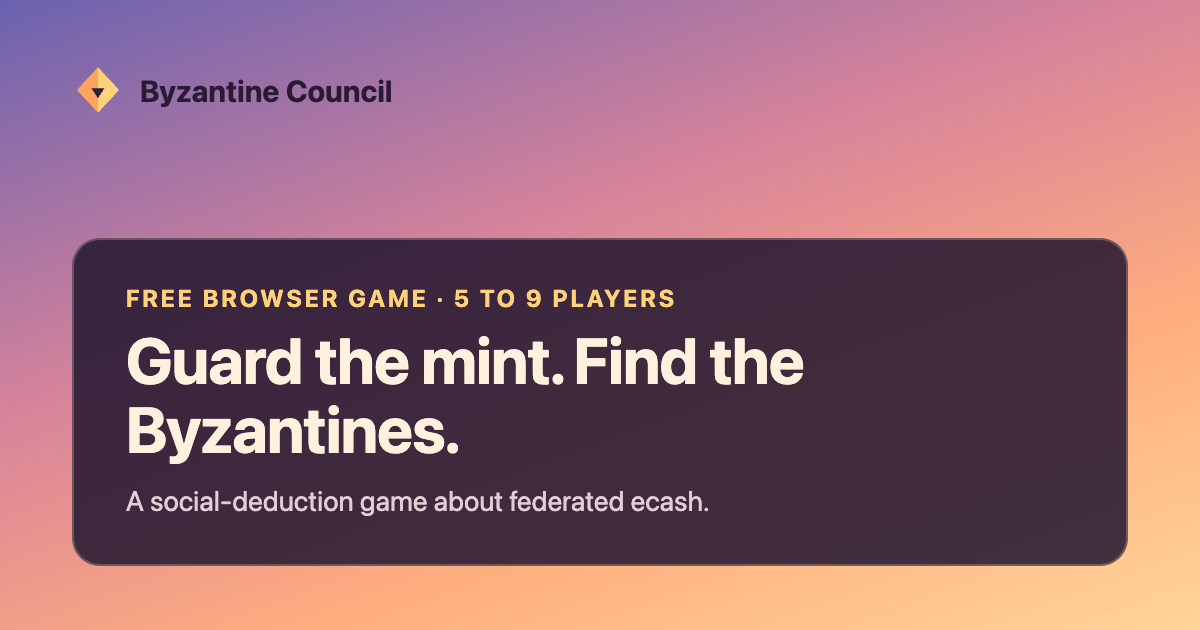 Byzantine Council
FREE BROWSER GAME · 5 TO 9 PLAYERS
Guard the mint. Find the
Byzantines.
A social-deduction game about federated ecash.